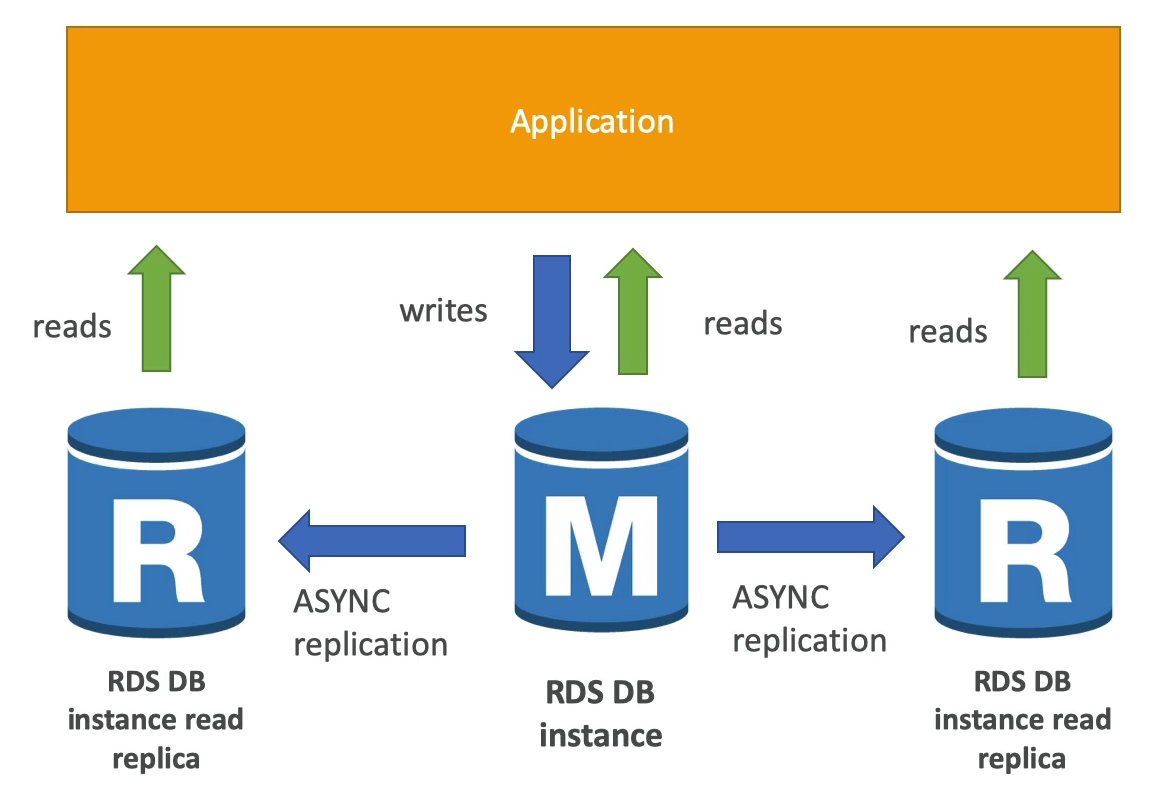 Application
reads
writes
reads
reads
R
M
R
ASYNC
replication
ASYNC
replication
RDS DB
instance read
replica
RDS DB
instance
RDS DB
instance read
replica